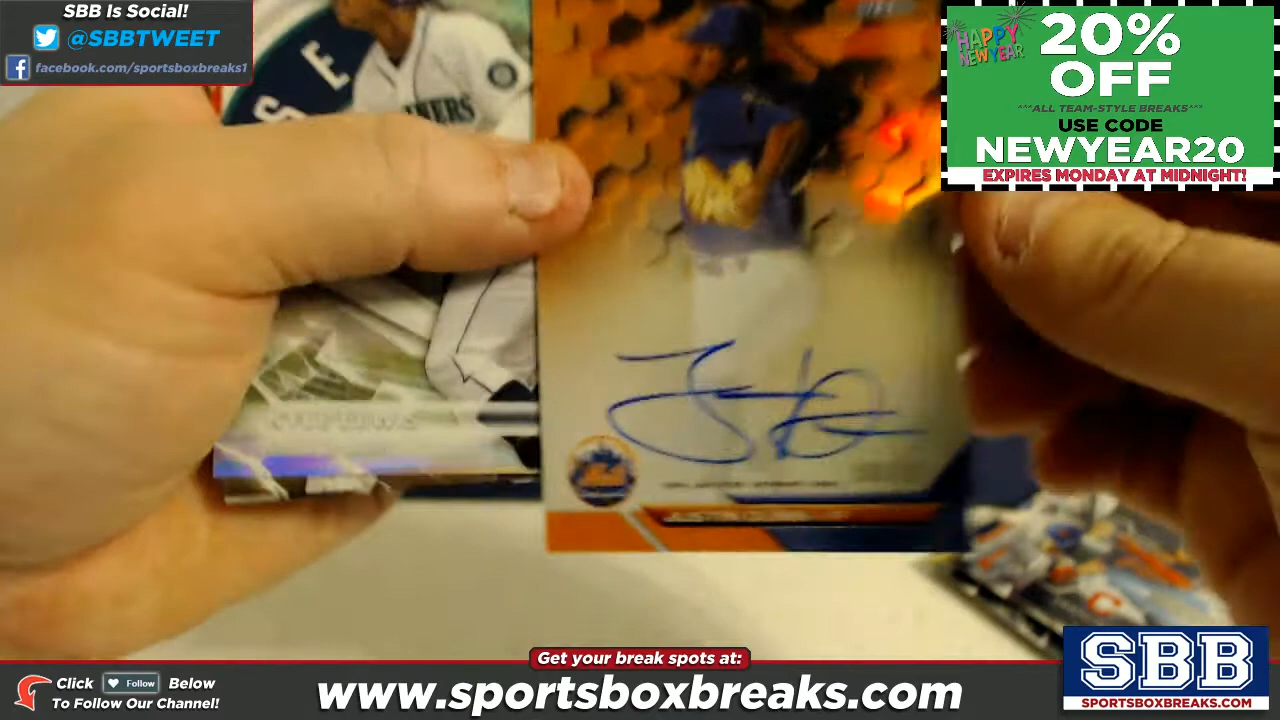 SBB Is Social!
@SBBTWEET
facebook.com/sportsboxbreaks1
HAPPY
NEW YEAR
20%
OFF
***ALL TEAM-STYLE BREAKS***
USE CODE
NEWYEAR20
EXPIRES MONDAY AT MIDNIGHT!
Get your break spots at:
Click Follow Below
To Follow Our Channel!
www.sportsboxbreaks.com
SBB
SPORTSBOXBREAKS.COM